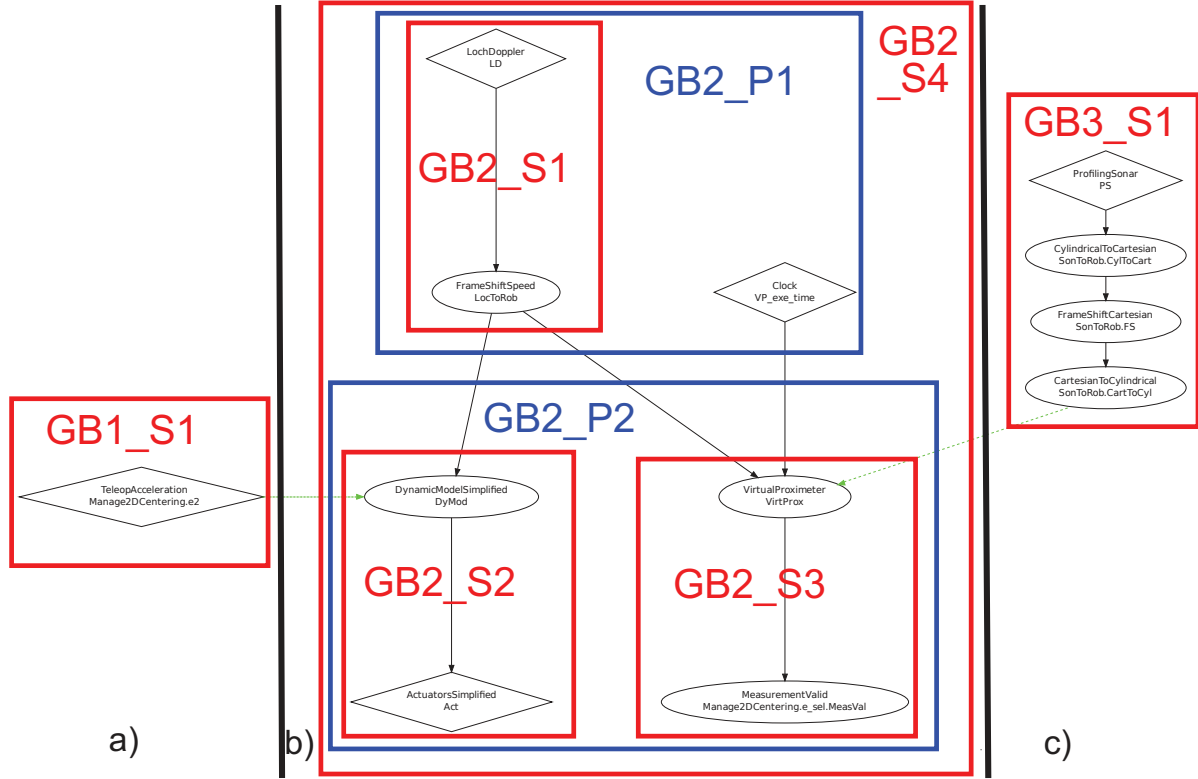 GB1_S1
TeleopAcceleration
Manage2DCentering.e2
a)
GB2
_S4
GB2_P1
LochDoppler
LD
GB2_S1
FrameShiftSpeed
LocToRob
Clock
VP_exe_time
GB2_P2
DynamicModelSimplified
DyMod
GB2_S2
ActuatorsSimplified
Act
VirtualProximeter
VirtProx
GB2_S3
MeasurementValid
Manage2DCentering.e_sel.MeasVal
b)
GB3_S1
ProfilingSonar
PS
CylindricalToCartesian
SonToRob.CylToCart
FrameShiftCartesian
SonToRob.FS
CartesianToCylindrical
SonToRob.CartToCyl
c)